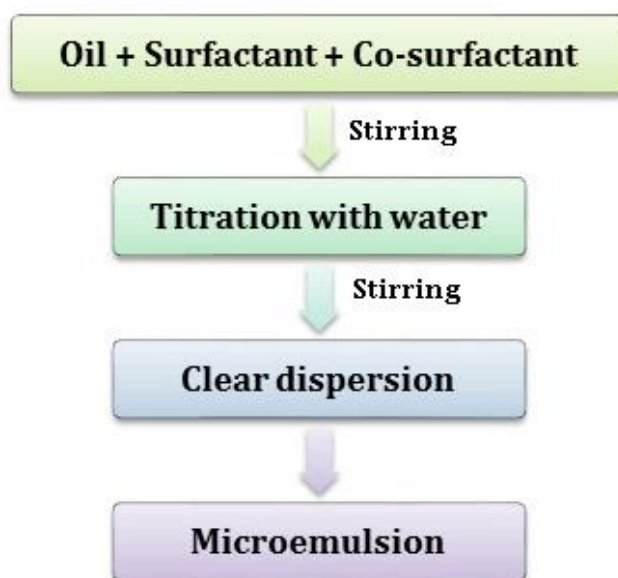 Oil + Surfactant + Co-surfactant
Stirring
Titration with water
Stirring
Clear dispersion
Microemulsion